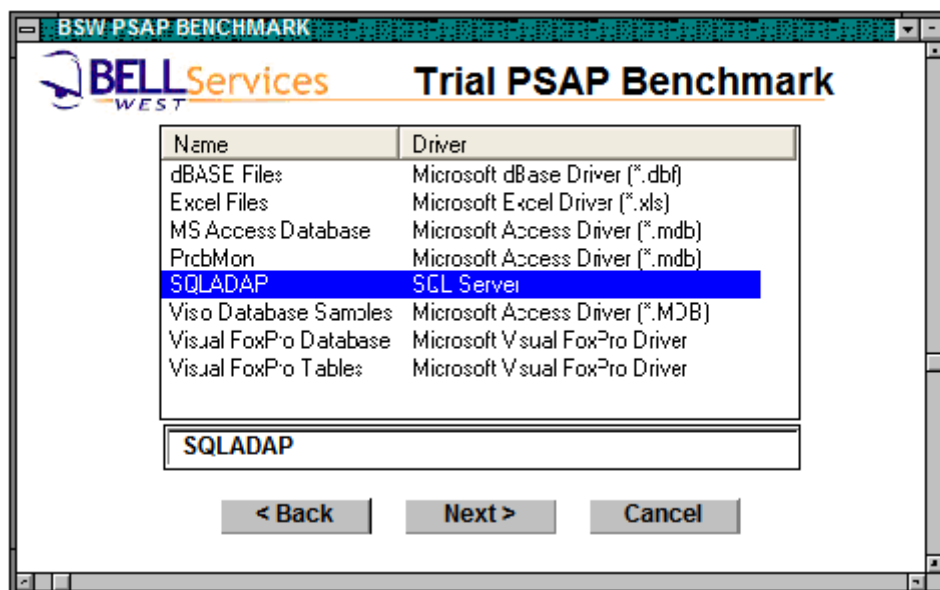 BSW PSAP BENCHMARK
BELLServices
WEST
Trial PSAP Benchmark
Name Driver
dBASE Files Microsoft dBase Driver (*.dbf)
Excel Files Microsoft Excel Driver (*.xls)
MS Access Database Microsoft Access Driver (*.mdb)
ProbMon Microsoft Access Driver (*.mdb)
SQLADAP SQL Server
Visio Database Samples Microsoft Access Driver (*.MDB)
Visual FoxPro Database Microsoft Visual FoxPro Driver
Visual FoxPro Tables Microsoft Visual FoxPro Driver
SQLADAP
< Back Next > Cancel